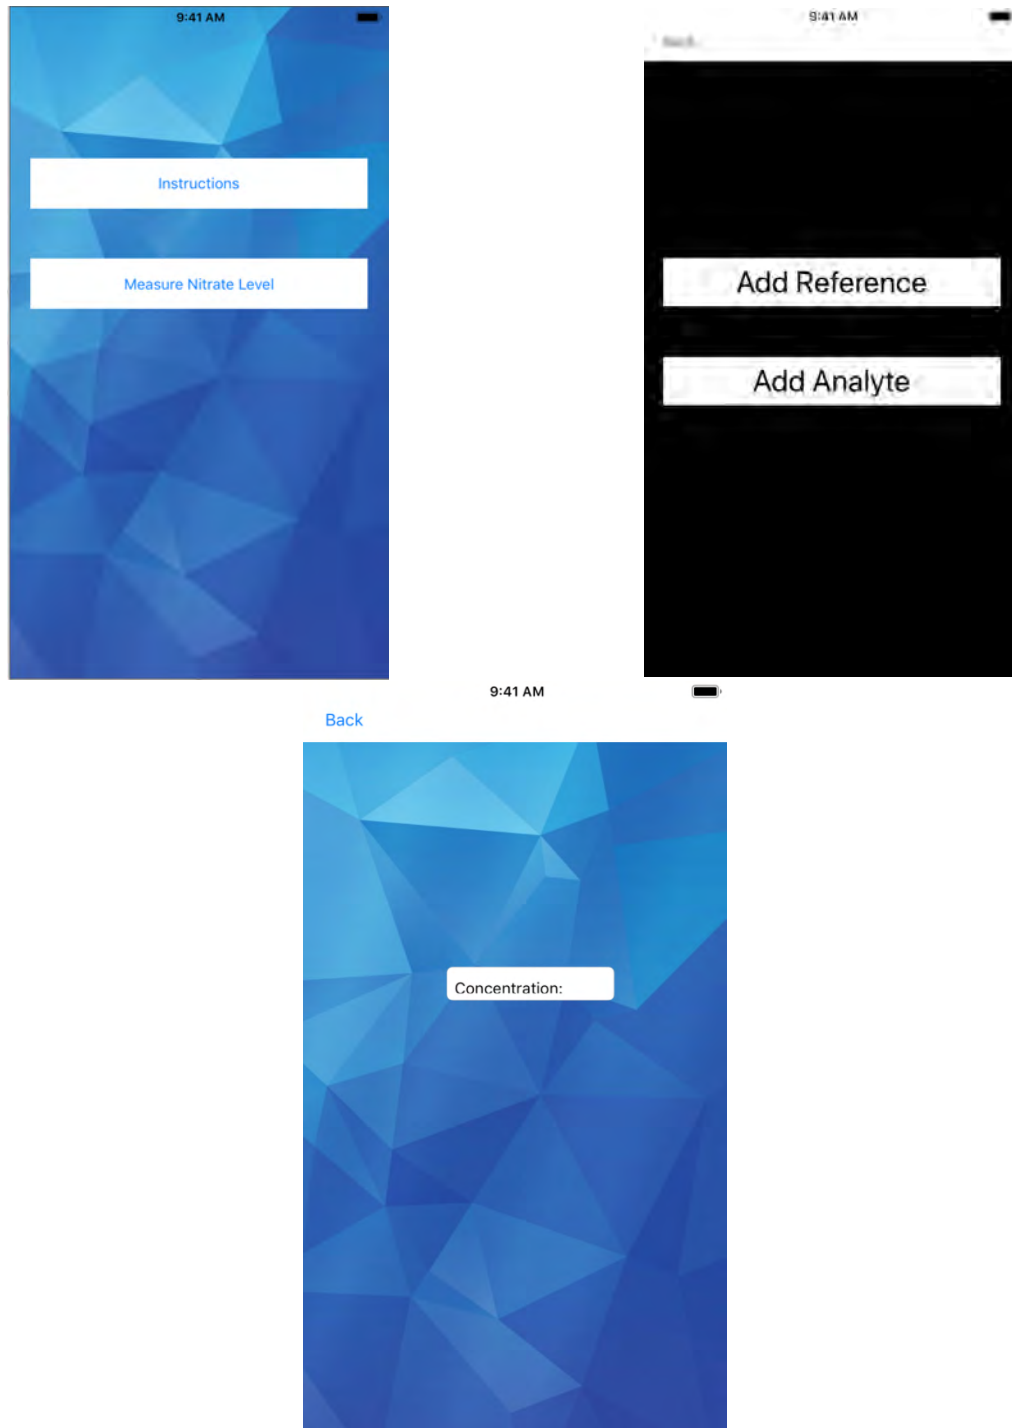 9:41 AM
Instructions
Measure Nitrate Level
9:41 AM
Add Reference
Add Analyte
9:41 AM
Back
Concentration: